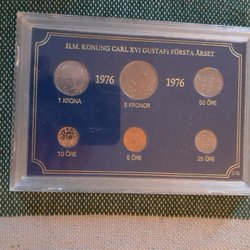 H.M. KONUNG CARL XVI GUSTAFs FÖRSTA ÅRSET
1976 1976
1 KRONA 5 KRONOR 50 ÖRE
10 ÖRE 5 ÖRE 25 ÖRE